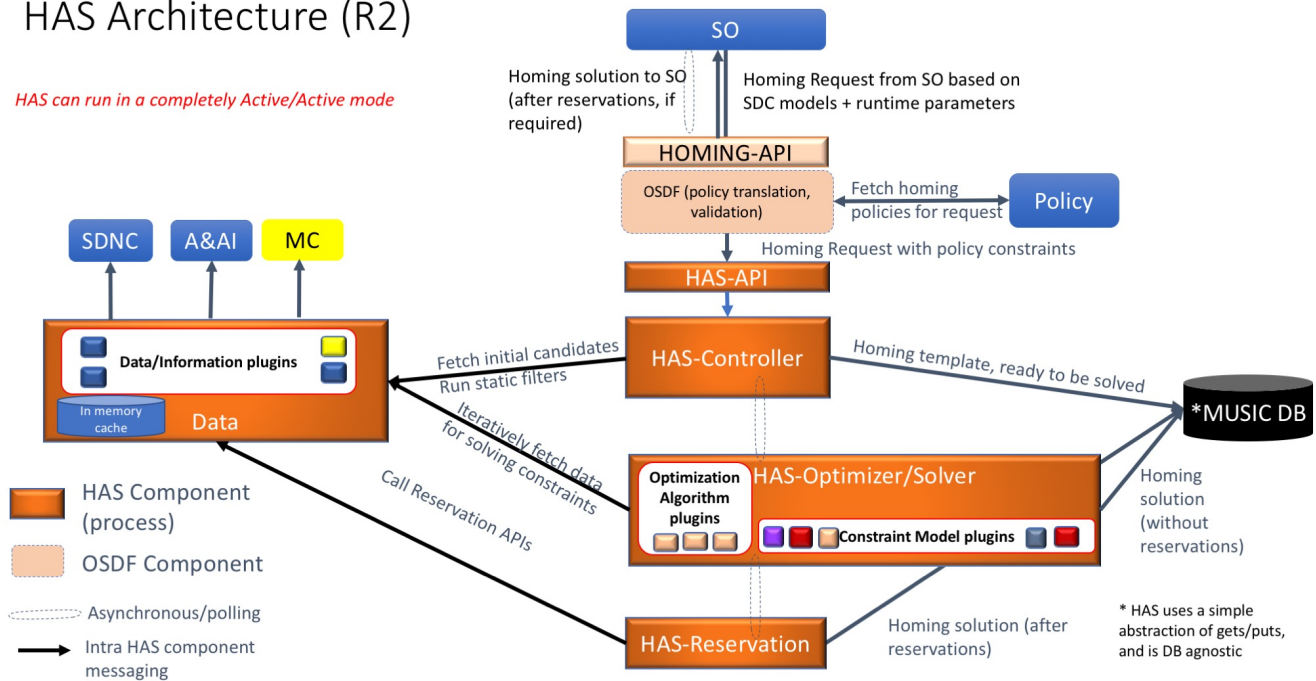 HAS Architecture (R2)
HAS can run in a completely Active/Active mode
SO
Homing solution to SO
(after reservations, if
required)
Homing Request from SO based on
SDC models + runtime parameters
HOMING-API
OSDF (policy translation,
validation)
Fetch homing
policies for request
Policy
Homing Request with policy constraints
HAS-API
SDNC
A&AI
MC
Data/Information plugins
In memory
cache
Data
Fetch initial candidates
Run static filters
HAS-Controller
Homing template, ready to be solved
*MUSIC DB
Iteratively fetch data
for solving constraints
Call Reservation APIs
Optimization
Algorithm
plugins
HAS-Optimizer/Solver
Constraint Model plugins
Homing
solution
(without
reservations)
HAS-Reservation
Homing solution (after
reservations)
HAS Component
(process)
OSDF Component
Asynchronous/polling
Intra HAS component
messaging
* HAS uses a simple
abstraction of gets/puts,
and is DB agnostic